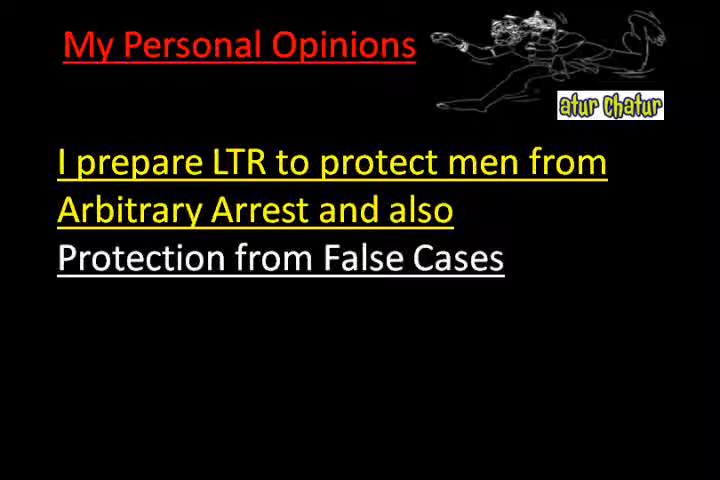 My Personal Opinions
atur chatur
I prepare LTR to protect men from
Arbitrary Arrest and also
Protection from False Cases